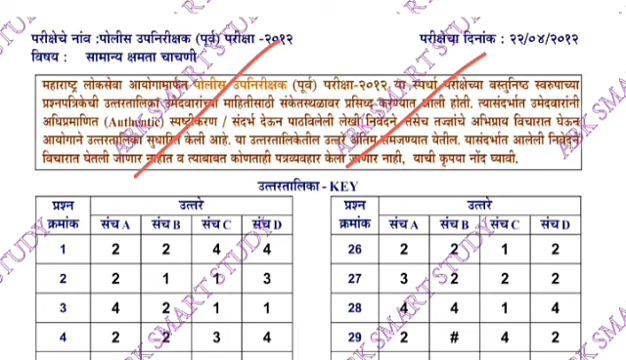 परीक्षेचे नांव :पोलीस उपनिरीक्षक (पूर्व) परीक्षा -२०१२
परीक्षेचा दिनांक : २२/०४/२०१२
विषय : सामान्य क्षमता चाचणी
महाराष्ट्र लोकसेवा आयोगामार्फत पोलीस उपनिरीक्षक (पूर्व) परीक्षा-२०१२ या स्पर्धा परीक्षेच्या वस्तुनिष्ठ स्वरुपाच्या
प्रश्नपत्रिकेची उत्तरतालिका उमेदवारांच्या माहितीसाठी संकेतस्थळावर प्रसिध्द करण्यात आली होती. त्यासंदर्भात उमेदवारांनी
अधिप्रमाणित (Authentic) स्पष्टीकरण / संदर्भ देऊन पाठविलेली लेखी निवेदने तसेच तज्ज्ञांचे अभिप्राय विचारात घेऊन
आयोगाने उत्तरतालिका सुधारित केली आहे. या उत्तरतालिकेतील उत्तरे अंतिम समजण्यात येतील. यासंदर्भात आलेली निवेदने
विचारात घेतली जाणार नाहीत व त्याबाबत कोणताही पत्रव्यवहार केला जाणार नाही, याची कृपया नोंद घ्यावी.
उत्तरतालिका - KEY
प्रश्न क्रमांक उत्तरे
संच A संच B संच C संच D
1 2 2 4 4
2 2 1 1 3
3 4 2 1 1
4 2 2 3 4
प्रश्न क्रमांक उत्तरे
संच A संच B संच C संच D
26 2 2 1 2
27 3 2 2 2
28 4 4 1 4
29 2 # 4 2
ARK SMART STUDY